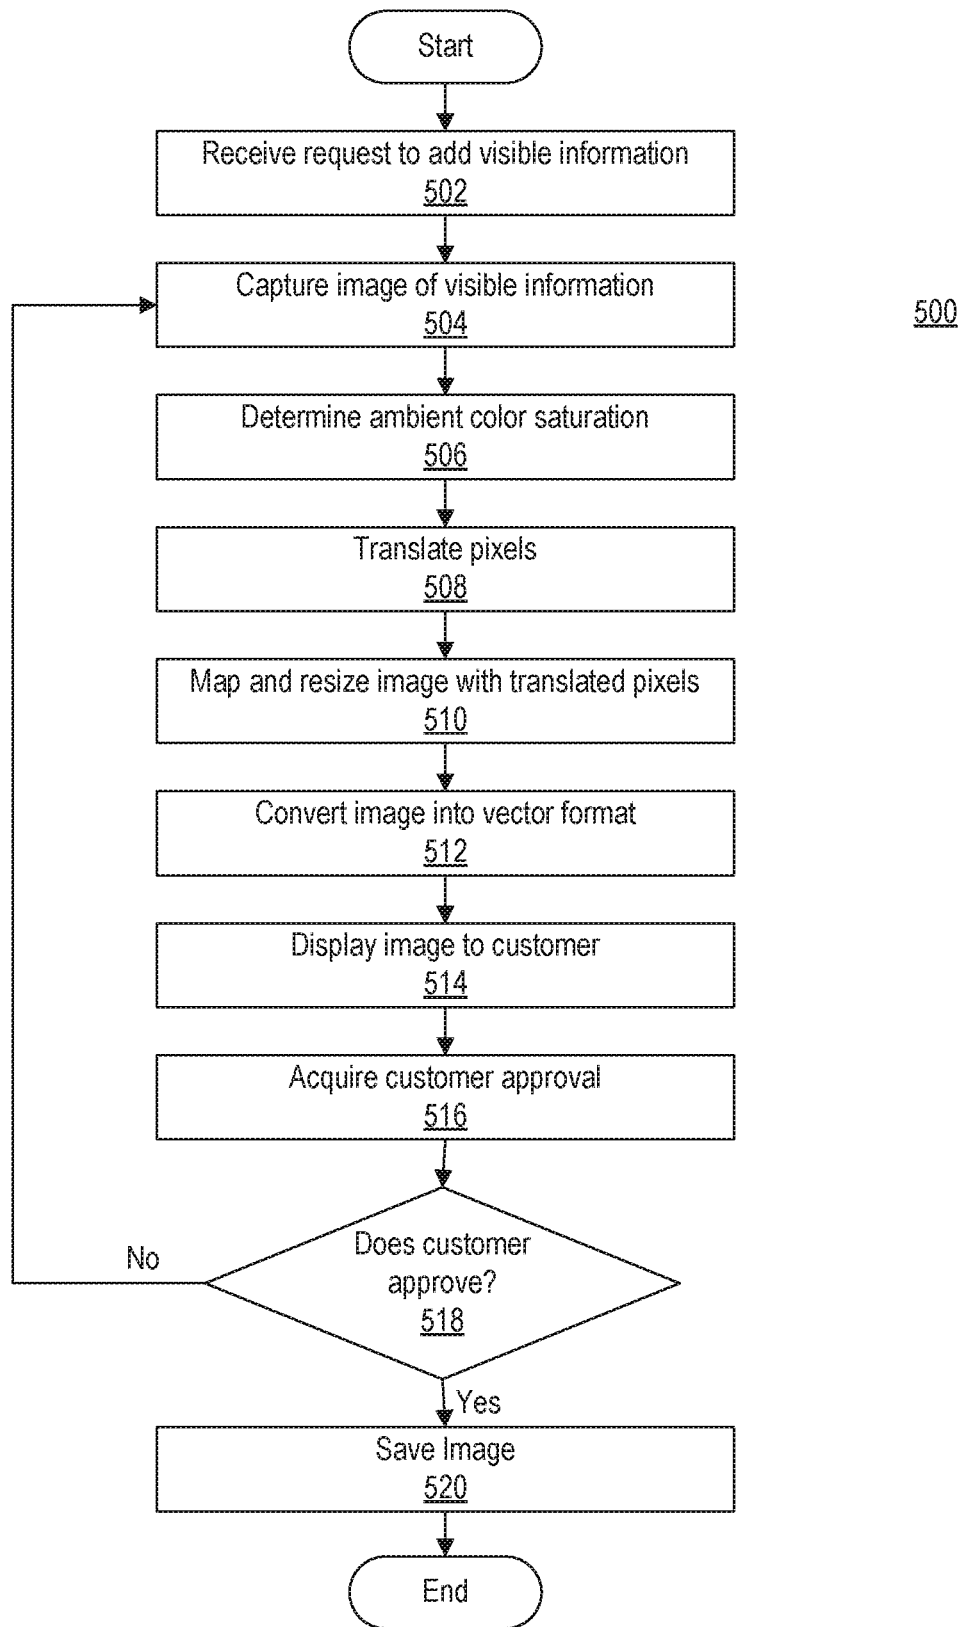 Start
Receive request to add visible information
502
Capture image of visible information
504
500
Determine ambient color saturation
506
Translate pixels
508
Map and resize image with translated pixels
510
Convert image into vector format
512
Display image to customer
514
Acquire customer approval
516
No
Does customer
approve?
518
Yes
Save Image
520
End